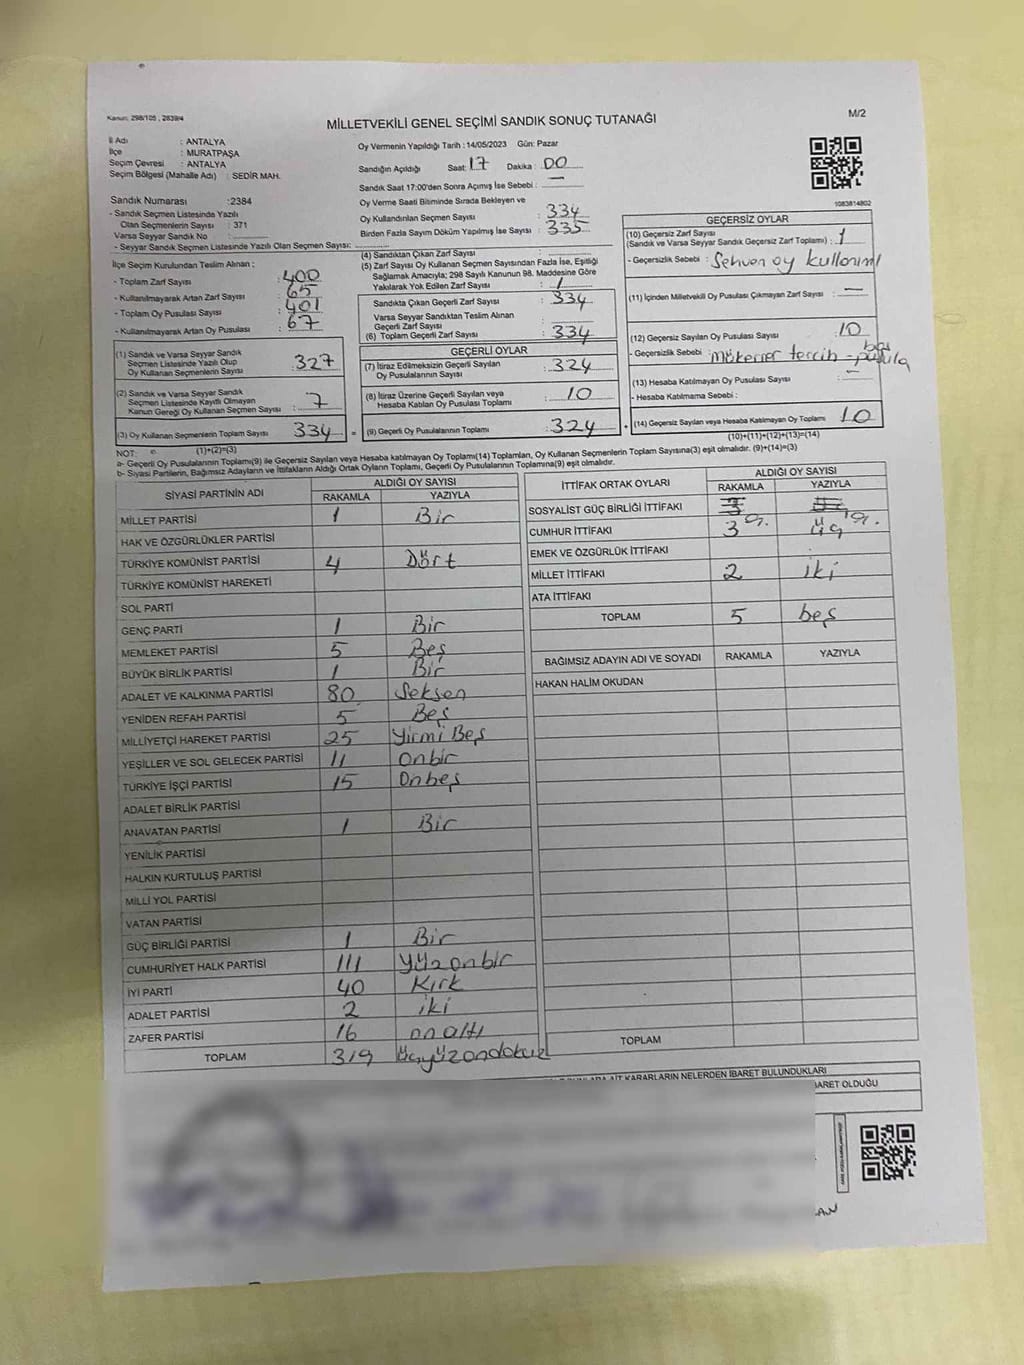 Kanun: 298/105 , 2839/4
MİLLETVEKİLİ GENEL SEÇİMİ SANDIK SONUÇ TUTANAĞI
M/2
İl Adı : ANTALYA
İlçe : MURATPAŞA
Seçim Çevresi : ANTALYA
Seçim Bölgesi (Mahalle Adı) : SEDİR MAH.
Oy Vermenin Yapıldığı Tarih : 14/05/2023 Gün: Pazar
Sandığın Açıldığı Saat: 17 Dakika : 00
Sandık Saat 17:00'den Sonra Açımış İse Sebebi : —
1083814802
Sandık Numarası : 2384
- Sandık Seçmen Listesinde Yazılı
Olan Seçmenlerin Sayısı : 371
Varsa Seyyar Sandık No :
- Seyyar Sandık Seçmen Listesinde Yazılı Olan Seçmen Sayısı:
Oy Verme Saati Bitiminde Sırada Bekleyen ve
Oy Kullandırılan Seçmen Sayısı : 334
Birden Fazla Sayım Döküm Yapılmış İse Sayısı : 335
İlçe Seçim Kurulundan Teslim Alınan :
- Toplam Zarf Sayısı : 400
- Kullanılmayarak Artan Zarf Sayısı : 65
- Toplam Oy Pusulası Sayısı : 401
- Kullanılmayarak Artan Oy Pusulası : 67
(4) Sandıktan Çıkan Zarf Sayısı :
(5) Zarf Sayısı Oy Kullanan Seçmen Sayısından Fazla İse, Eşitliği
Sağlamak Amacıyla; 298 Sayılı Kanunun 98. Maddesine Göre
Yakılarak Yok Edilen Zarf Sayısı : 1
Sandıkta Çıkan Geçerli Zarf Sayısı : 334
Varsa Seyyar Sandıktan Teslim Alınan
Geçerli Zarf Sayısı :
(6) Toplam Geçerli Zarf Sayısı : 334
GEÇERSİZ OYLAR
(10) Geçersiz Zarf Sayısı
(Sandık ve Varsa Seyyar Sandık Geçersiz Zarf Toplamı) : 1
- Geçersizlik Sebebi : Sehven oy kullanımı
(11) İçinden Milletvekili Oy Pusulası Çıkmayan Zarf Sayısı : —
(12) Geçersiz Sayılan Oy Pusulası Sayısı : 10
- Geçersizlik Sebebi : Mükerrer tercih - boş pusula
(13) Hesaba Katılmayan Oy Pusulası Sayısı : —
- Hesaba Katılmama Sebebi :
(14) Geçersiz Sayılan veya Hesaba Katılmayan Oy Toplamı : 10
(10)+(11)+(12)+(13)=(14)
(1) Sandık ve Varsa Seyyar Sandık
Seçmen Listesinde Yazılı Olup
Oy Kullanan Seçmenlerin Sayısı : 327
(2) Sandık ve Varsa Seyyar Sandık
Seçmen Listesinde Kayıtlı Olmayan
Kanun Gereği Oy Kullanan Seçmen Sayısı : 7
(3) Oy Kullanan Seçmenlerin Toplam Sayısı : 334
(1)+(2)=(3)
GEÇERLİ OYLAR
(7) İtiraz Edilmeksizin Geçerli Sayılan
Oy Pusulalarının Sayısı : 324
(8) İtiraz Üzerine Geçerli Sayılan veya
Hesaba Katılan Oy Pusulası Toplamı : 10
= (9) Geçerli Oy Pusulalarının Toplamı : 324 +
NOT:
a- Geçerli Oy Pusulalarının Toplamı(9) ile Geçersiz Sayılan veya Hesaba Katılmayan Oy Toplamı(14) Toplamları, Oy Kullanan Seçmenlerin Toplam Sayısına(3) eşit olmalıdır. (9)+(14)=(3)
b- Siyasi Partilerin, Bağımsız Adayların ve İttifakların Aldığı Ortak Oyların Toplamı, Geçerli Oy Pusulalarının Toplamına(9) eşit olmalıdır.
SİYASİ PARTİNİN ADI
ALDIĞI OY SAYISI
RAKAMLA YAZIYLA
MİLLET PARTİSİ 1 Bir
HAK VE ÖZGÜRLÜKLER PARTİSİ
TÜRKİYE KOMÜNİST PARTİSİ 4 Dört
TÜRKİYE KOMÜNİST HAREKETİ
SOL PARTİ
GENÇ PARTİ 1 Bir
MEMLEKET PARTİSİ 5 Beş
BÜYÜK BİRLİK PARTİSİ 1 Bir
ADALET VE KALKINMA PARTİSİ 80 Seksen
YENİDEN REFAH PARTİSİ 5 Beş
MİLLİYETÇİ HAREKET PARTİSİ 25 Yirmi Beş
YEŞİLLER VE SOL GELECEK PARTİSİ 11 Onbir
TÜRKİYE İŞÇİ PARTİSİ 15 Onbeş
ADALET BİRLİK PARTİSİ
ANAVATAN PARTİSİ 1 Bir
YENİLİK PARTİSİ
HALKIN KURTULUŞ PARTİSİ
MİLLİ YOL PARTİSİ
VATAN PARTİSİ
GÜÇ BİRLİĞİ PARTİSİ 1 Bir
CUMHURİYET HALK PARTİSİ 111 Yüzonbir
İYİ PARTİ 40 Kırk
ADALET PARTİSİ 2 iki
ZAFER PARTİSİ 16 onaltı
TOPLAM 319 üçyüzondokuz
İTTİFAK ORTAK OYLARI
ALDIĞI OY SAYISI
RAKAMLA YAZIYLA
SOSYALİST GÜÇ BİRLİĞİ İTTİFAKI
CUMHUR İTTİFAKI 3 üç
EMEK VE ÖZGÜRLÜK İTTİFAKI
MİLLET İTTİFAKI 2 iki
ATA İTTİFAKI
TOPLAM 5 beş
BAĞIMSIZ ADAYIN ADI VE SOYADI RAKAMLA YAZIYLA
HAKAN HALİM OKUDAN
TOPLAM
AİT KARARLARIN NELERDEN İBARET BULUNDUKLARI
İBARET OLDUĞU